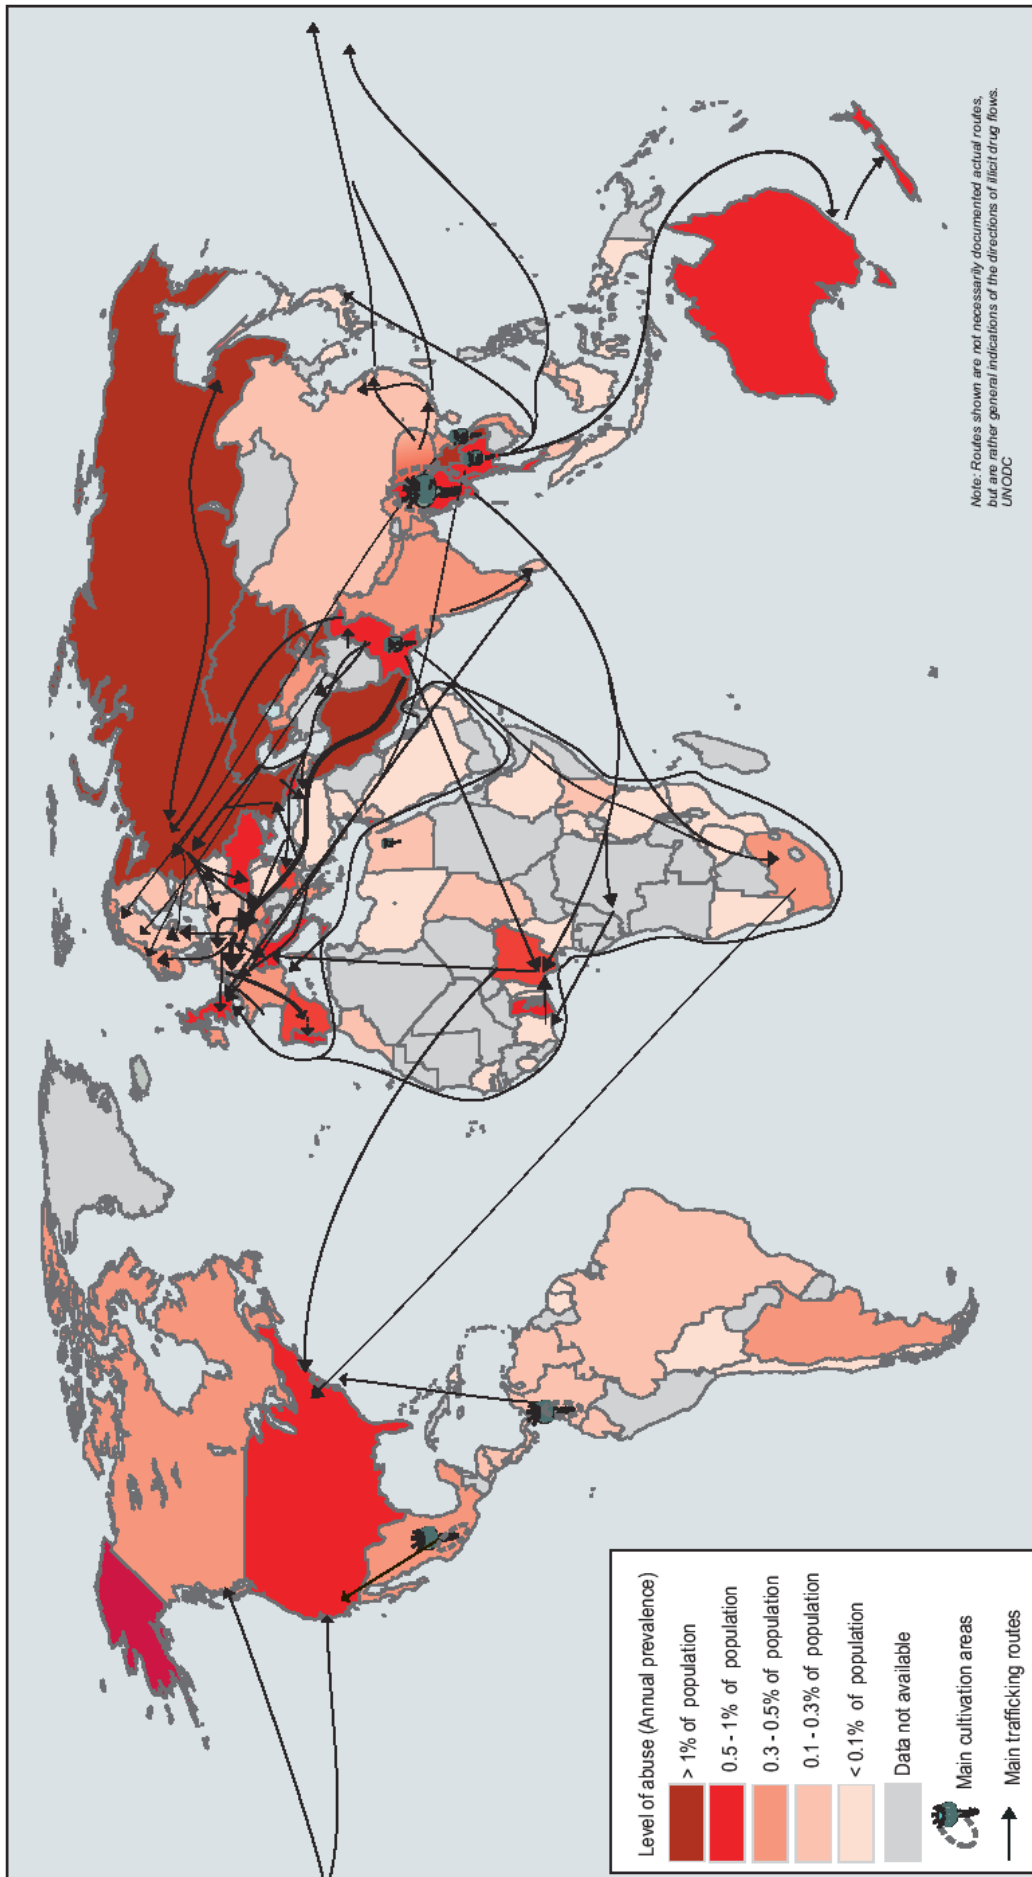 Level of abuse (Annual prevalence)
> 1% of population
0.5 - 1% of population
0.3 - 0.5% of population
0.1 - 0.3% of population
< 0.1% of population
Data not available
Main cultivation areas
Main trafficking routes
Note: Routes shown are not necessarily documented actual routes,
but are rather general indications of the directions of illicit drug flows.
UNODC